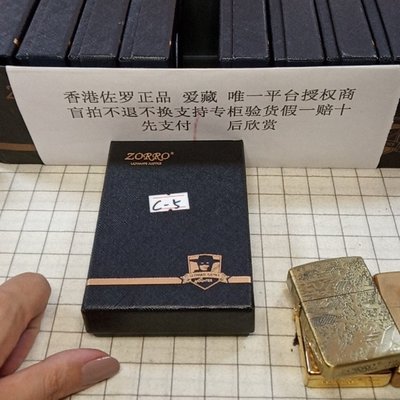 香港佐罗正品 爱藏 唯一平台授权商
盲拍不退不换支持专柜验货假一赔十
先支付 后欣赏
ZORRO
C-5